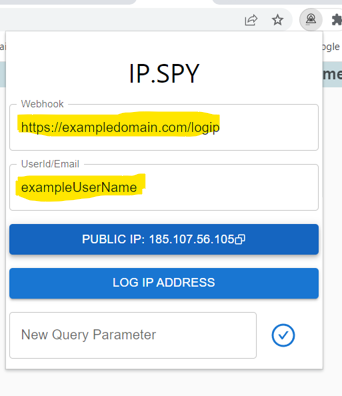 ogle
IP.SPY
me
Webhook
https://exampledomain.com/logip
UserId/Email
exampleUserName
PUBLIC IP: 185.107.56.105
LOG IP ADDRESS
New Query Parameter